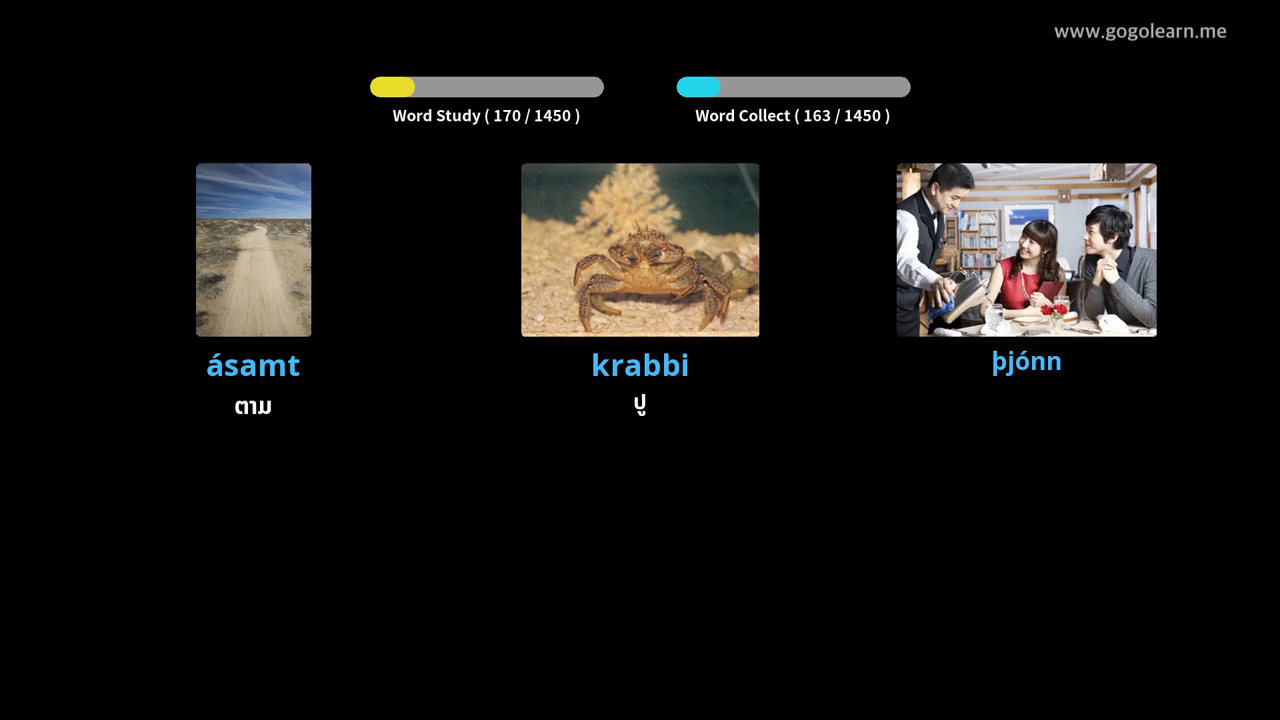 www.gogolearn.me
Word Study ( 170 / 1450 )
Word Collect ( 163 / 1450 )
ásamt
krabbi
þjónn
ตาม
ปู